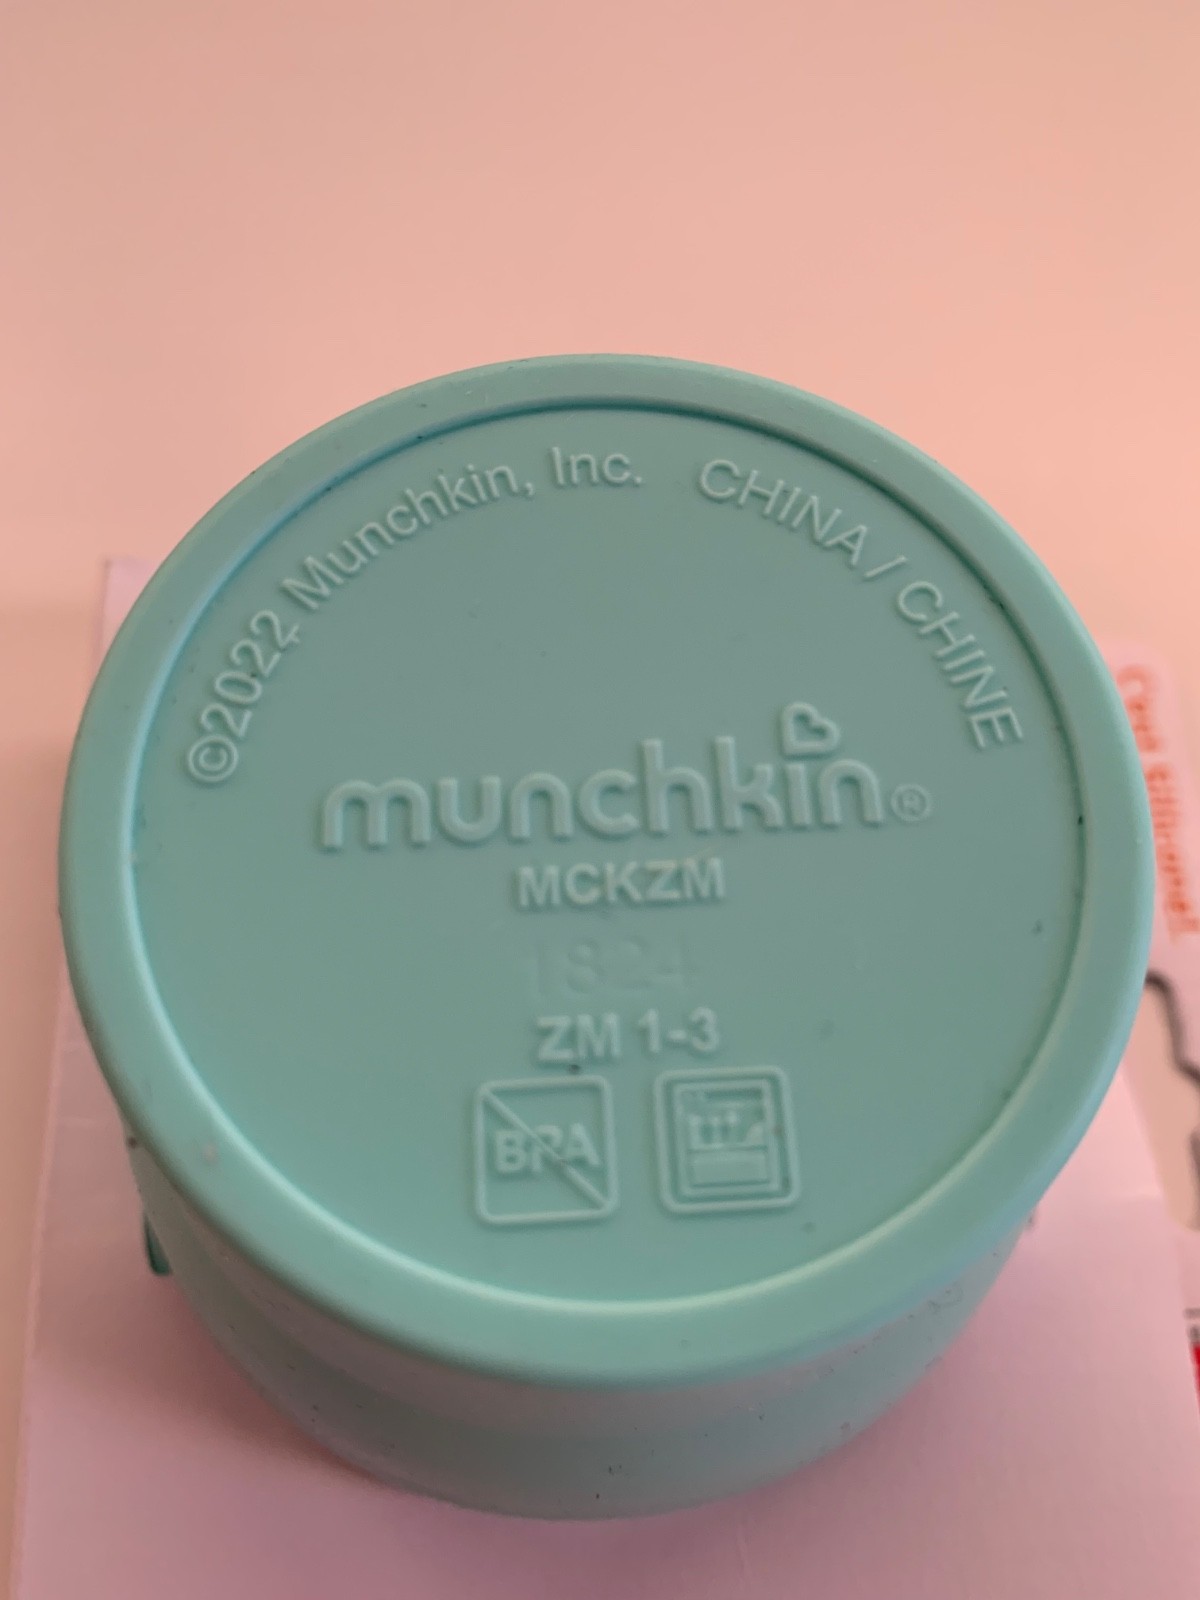 ©2022 Munchkin, Inc. CHINA / CHINE
munchkin®
MCKZM
1824
ZM 1-3
BPA